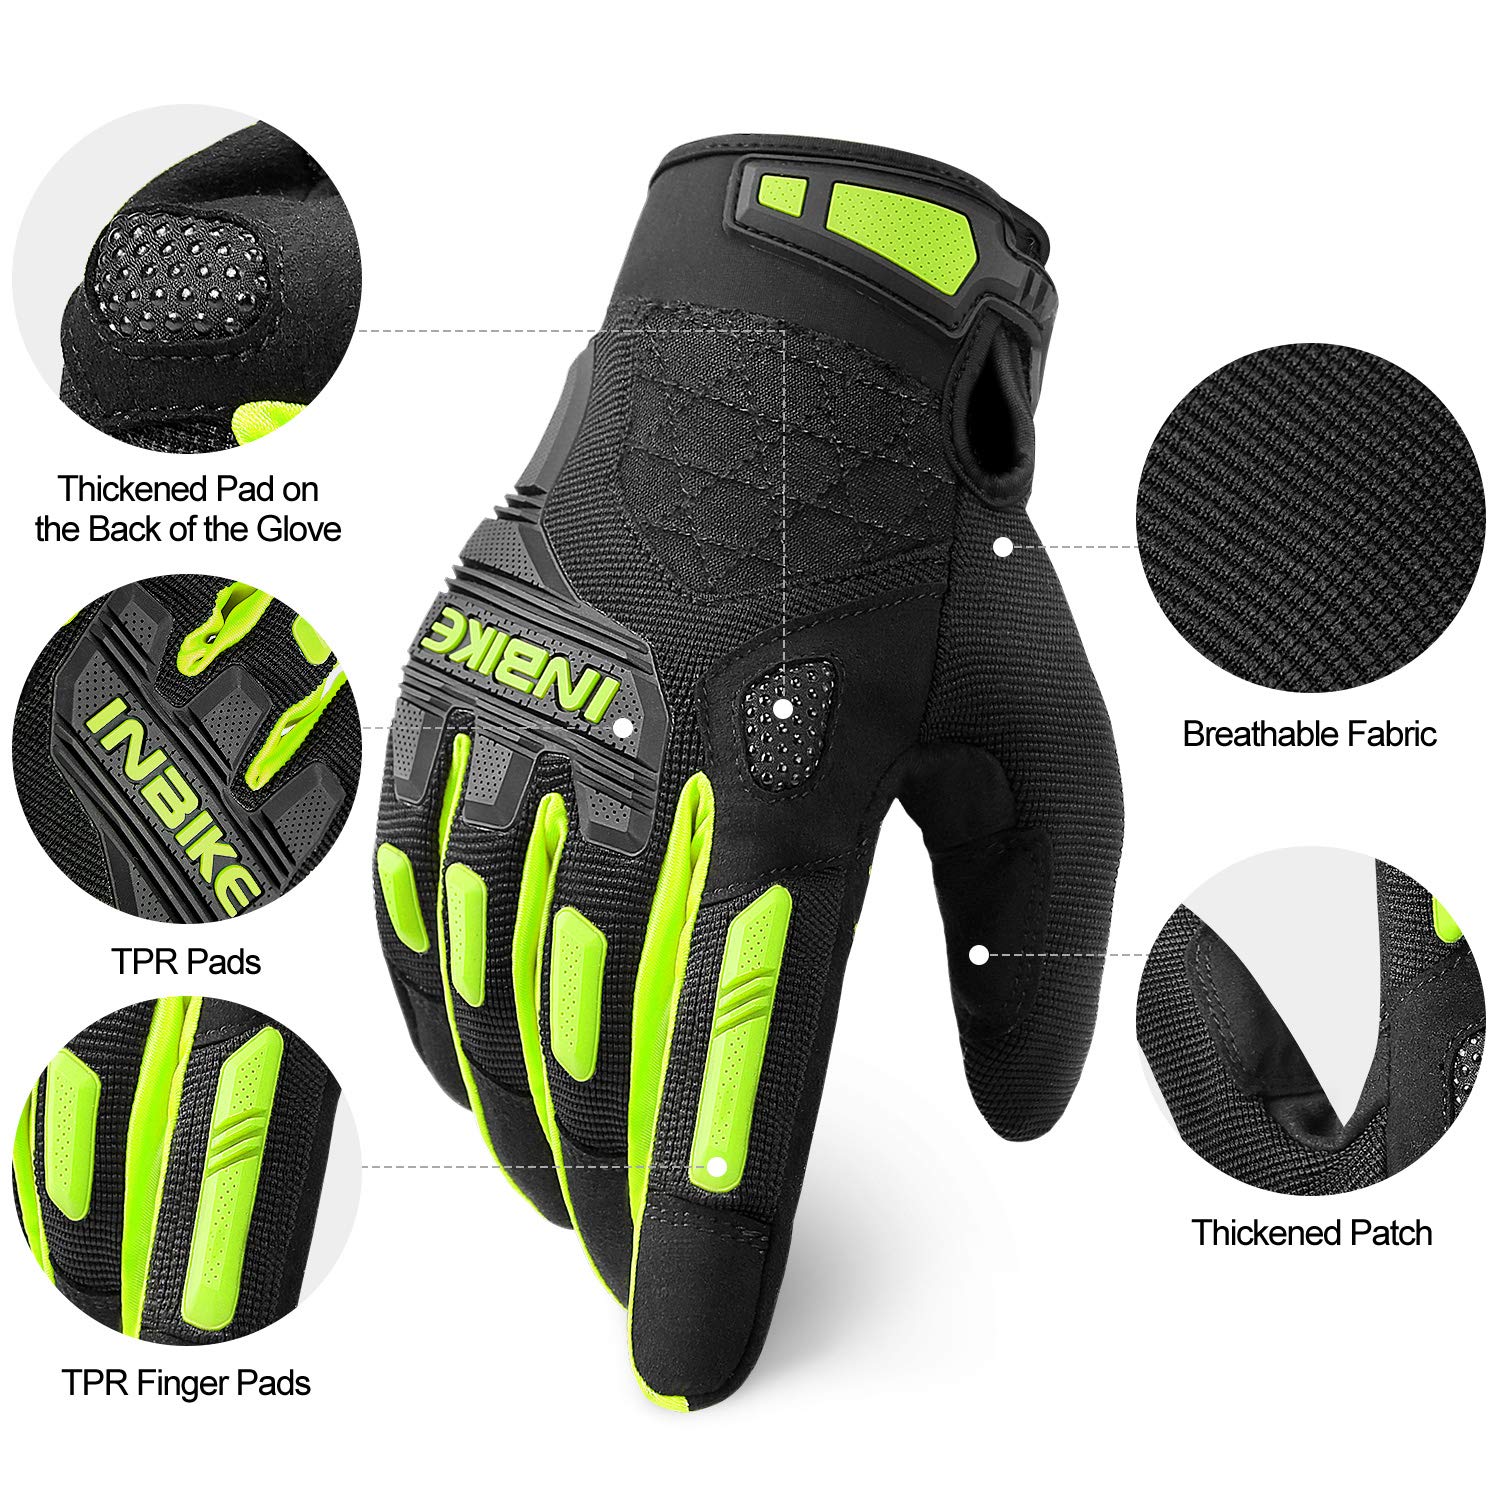 Thickened Pad on
the Back of the Glove
INBIKE
TPR Pads
TPR Finger Pads
INBIKE
Breathable Fabric
Thickened Patch